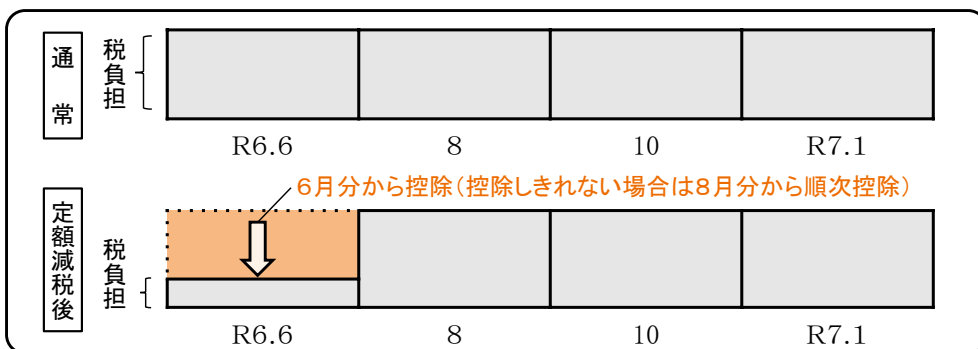 通常
税負担
R6.6 8 10 R7.1
６月分から控除（控除しきれない場合は８月分から順次控除）
定額減税後
税負担
R6.6 8 10 R7.1